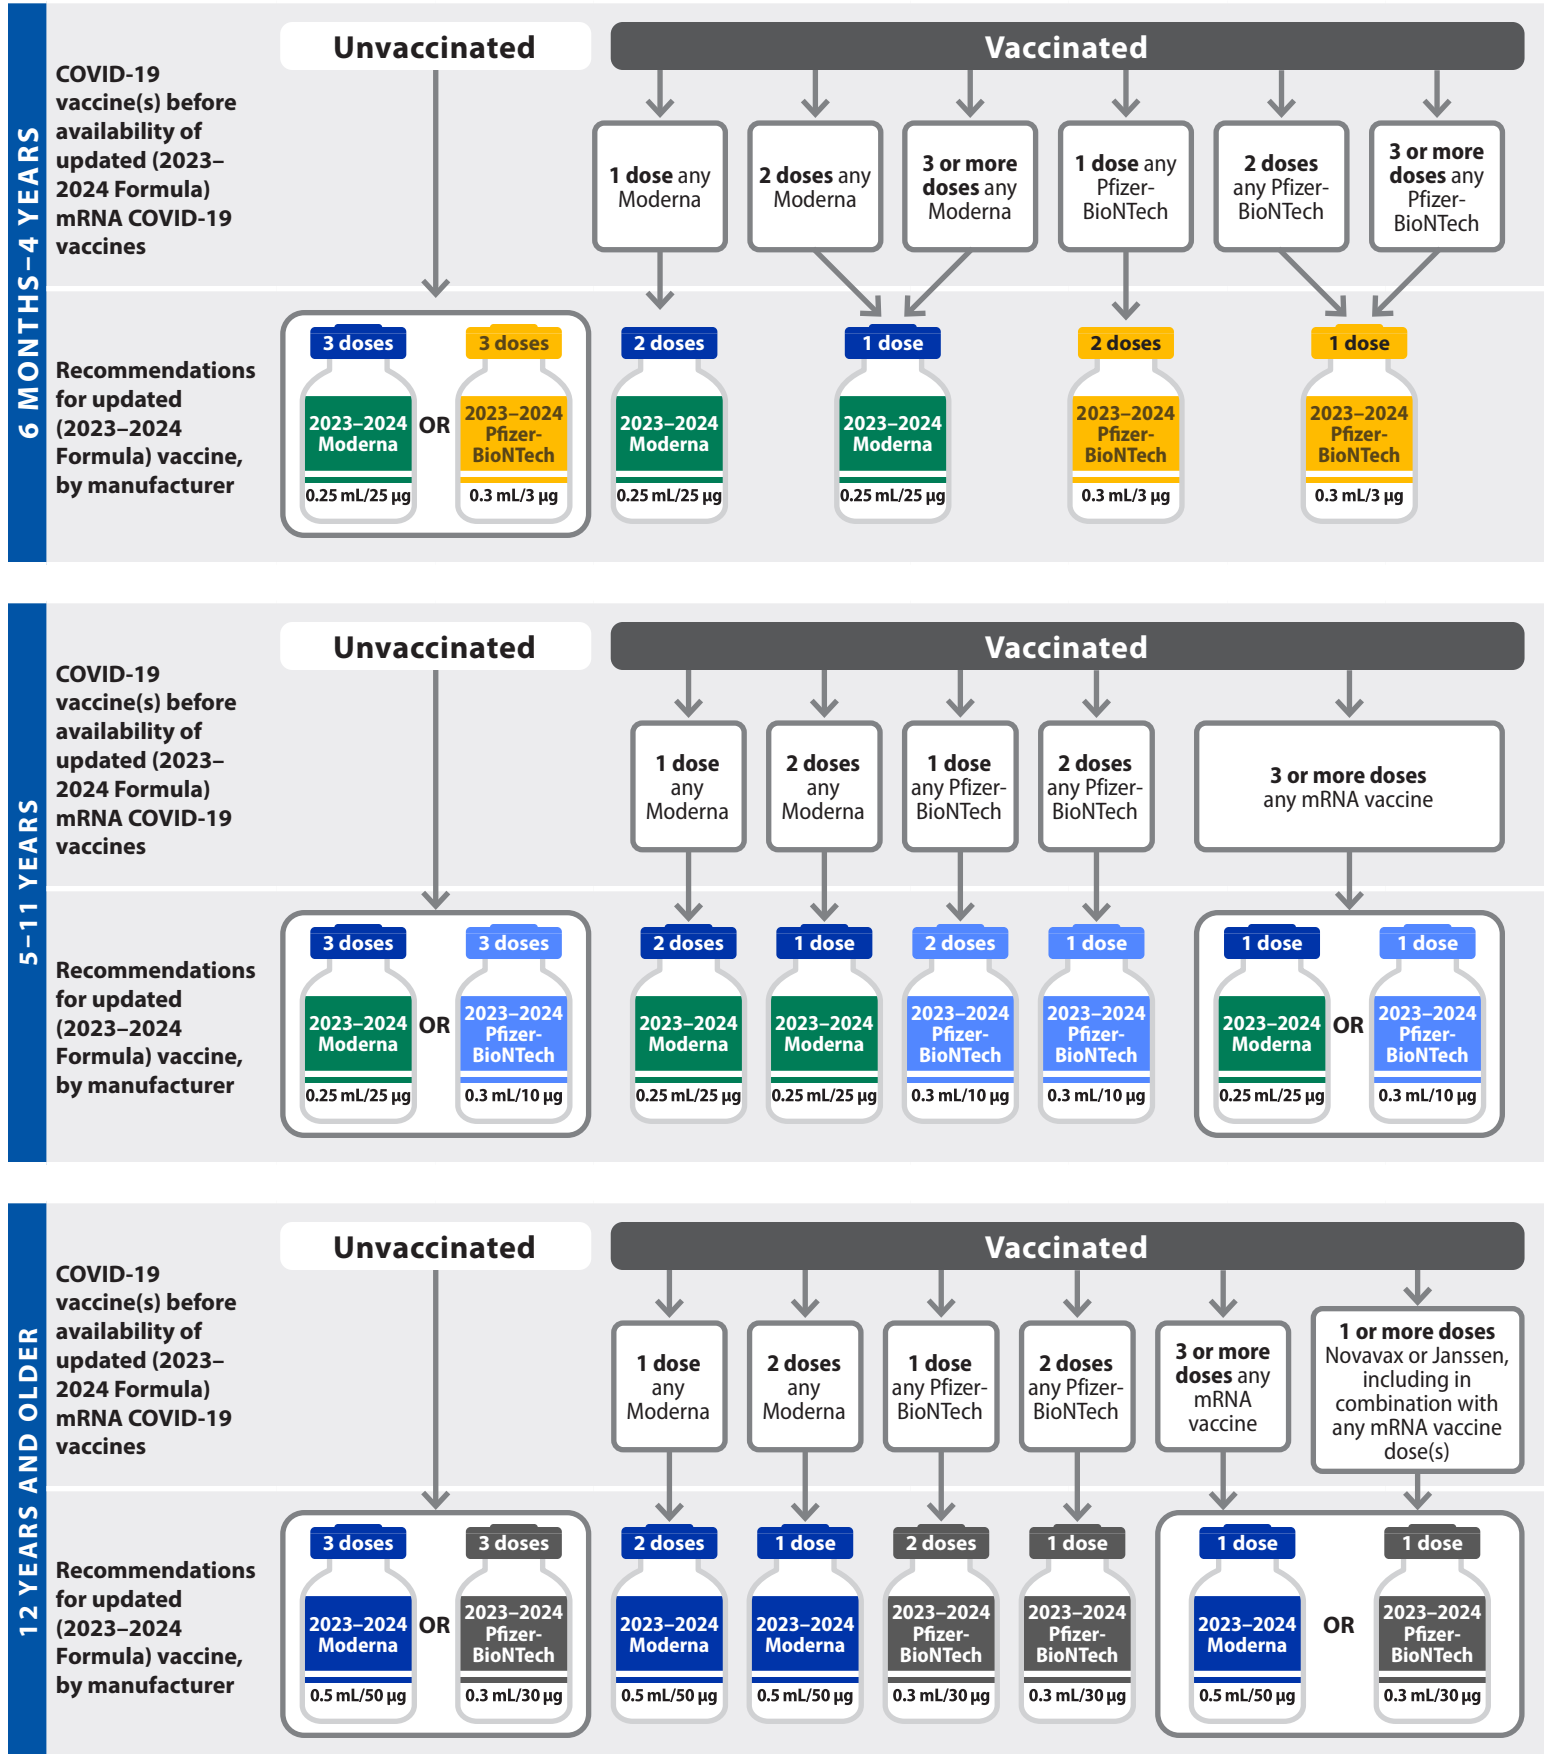 6 MONTHS–4 YEARS
COVID-19
vaccine(s) before
availability of
updated (2023–
2024 Formula)
mRNA COVID-19
vaccines
Unvaccinated
Vaccinated
1 dose any
Moderna
2 doses any
Moderna
3 or more
doses any
Moderna
1 dose any
Pfizer-
BioNTech
2 doses
any Pfizer-
BioNTech
3 or more
doses any
Pfizer-
BioNTech
Recommendations
for updated
(2023–2024
Formula) vaccine,
by manufacturer
3 doses
2023–2024
Moderna
0.25 mL/25 µg
OR
3 doses
2023–2024
Pfizer-
BioNTech
0.3 mL/3 µg
2 doses
2023–2024
Moderna
0.25 mL/25 µg
1 dose
2023–2024
Moderna
0.25 mL/25 µg
2 doses
2023–2024
Pfizer-
BioNTech
0.3 mL/3 µg
1 dose
2023–2024
Pfizer-
BioNTech
0.3 mL/3 µg
5–11 YEARS
COVID-19
vaccine(s) before
availability of
updated (2023–
2024 Formula)
mRNA COVID-19
vaccines
Unvaccinated
Vaccinated
1 dose
any
Moderna
2 doses
any
Moderna
1 dose
any Pfizer-
BioNTech
2 doses
any Pfizer-
BioNTech
3 or more doses
any mRNA vaccine
Recommendations
for updated
(2023–2024
Formula) vaccine,
by manufacturer
3 doses
2023–2024
Moderna
0.25 mL/25 µg
OR
3 doses
2023–2024
Pfizer-
BioNTech
0.3 mL/10 µg
2 doses
2023–2024
Moderna
0.25 mL/25 µg
1 dose
2023–2024
Moderna
0.25 mL/25 µg
2 doses
2023–2024
Pfizer-
BioNTech
0.3 mL/10 µg
1 dose
2023–2024
Pfizer-
BioNTech
0.3 mL/10 µg
1 dose
2023–2024
Moderna
0.25 mL/25 µg
OR
1 dose
2023–2024
Pfizer-
BioNTech
0.3 mL/10 µg
12 YEARS AND OLDER
COVID-19
vaccine(s) before
availability of
updated (2023–
2024 Formula)
mRNA COVID-19
vaccines
Unvaccinated
Vaccinated
1 dose
any
Moderna
2 doses
any
Moderna
1 dose
any Pfizer-
BioNTech
2 doses
any Pfizer-
BioNTech
3 or more
doses any
mRNA
vaccine
1 or more doses
Novavax or Janssen,
including in
combination with
any mRNA vaccine
dose(s)
Recommendations
for updated
(2023–2024
Formula) vaccine,
by manufacturer
3 doses
2023–2024
Moderna
0.5 mL/50 µg
OR
3 doses
2023–2024
Pfizer-
BioNTech
0.3 mL/30 µg
2 doses
2023–2024
Moderna
0.5 mL/50 µg
1 dose
2023–2024
Moderna
0.5 mL/50 µg
2 doses
2023–2024
Pfizer-
BioNTech
0.3 mL/30 µg
1 dose
2023–2024
Pfizer-
BioNTech
0.3 mL/30 µg
1 dose
2023–2024
Moderna
0.5 mL/50 µg
OR
1 dose
2023–2024
Pfizer-
BioNTech
0.3 mL/30 µg